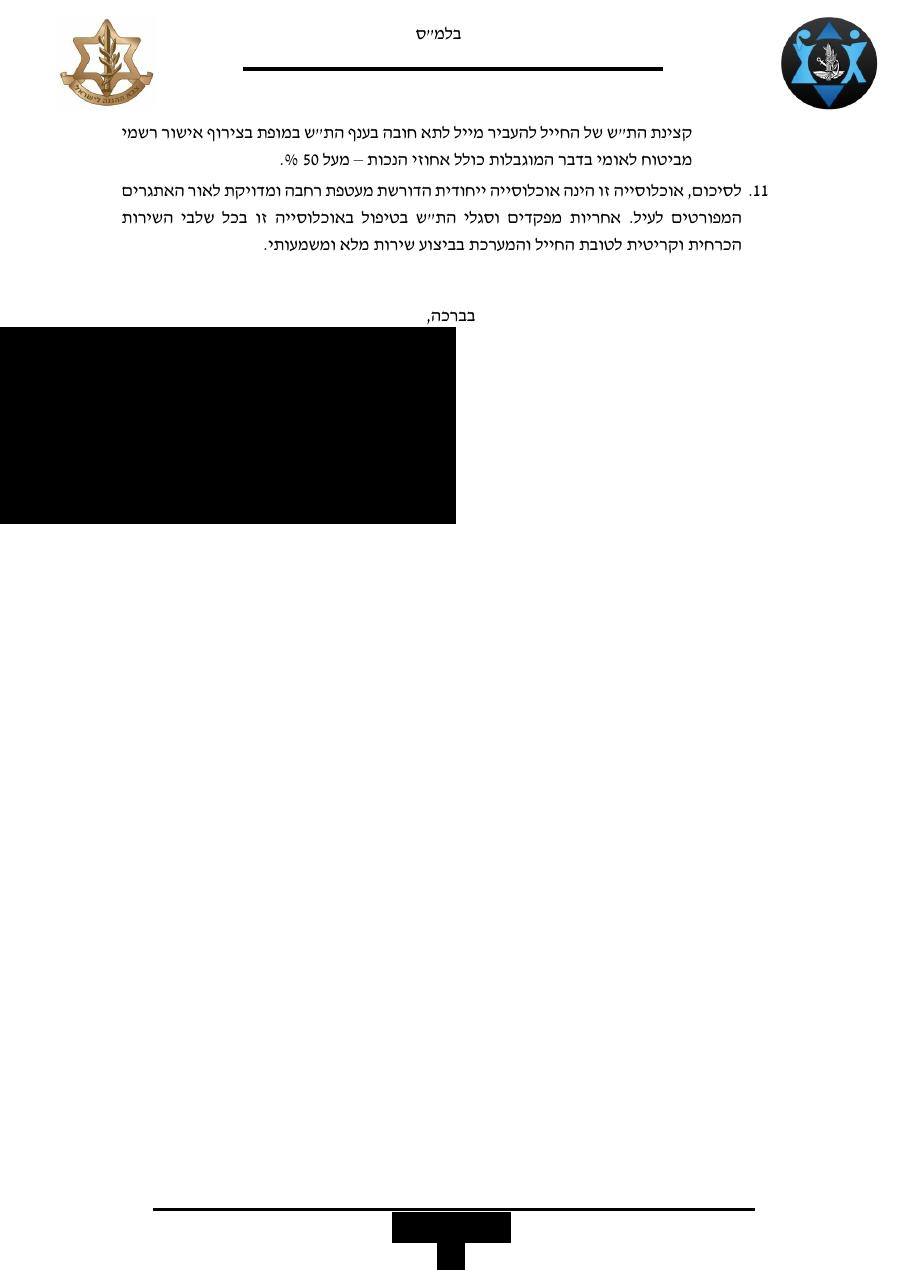 בלמ״ס
צבא ההגנה לישראל
קצינת הת״ש של החייל להעביר מייל לתא חובה בענף הת״ש במופת בצירוף אישור רשמי
מביטוח לאומי בדבר המוגבלות כולל אחוזי הנכות – מעל 50 %.
11. לסיכום, אוכלוסייה זו הינה אוכלוסייה ייחודית הדורשת מעטפת רחבה ומדויקת לאור האתגרים
המפורטים לעיל. אחריות מפקדים וסגלי הת״ש בטיפול באוכלוסייה זו בכל שלבי השירות
הכרחית וקריטית לטובת החייל והמערכת בביצוע שירות מלא ומשמעותי.
בברכה,